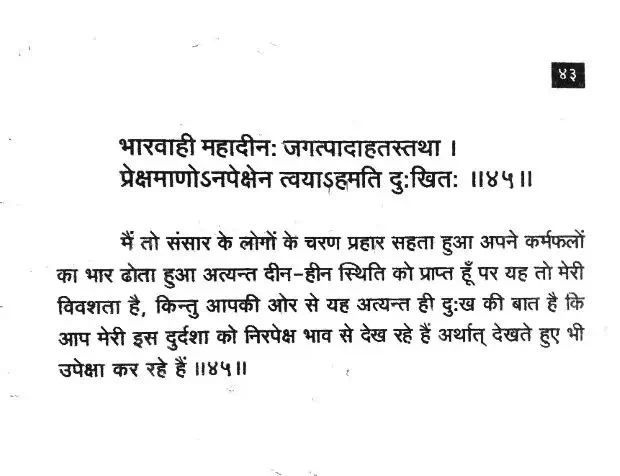 ४३
भारवाही महादीनः जगत्पादाहतस्तथा ।
प्रेक्षमाणोऽनपेक्षेन त्वयाऽहमति दुःखितः ॥४५॥
मैं तो संसार के लोगों के चरण प्रहार सहता हुआ अपने कर्मफलों
का भार ढोता हुआ अत्यन्त दीन-हीन स्थिति को प्राप्त हूँ पर यह तो मेरी
विवशता है, किन्तु आपकी ओर से यह अत्यन्त ही दुःख की बात है कि
आप मेरी इस दुर्दशा को निरपेक्ष भाव से देख रहे हैं अर्थात् देखते हुए भी
उपेक्षा कर रहे हैं ॥४५॥